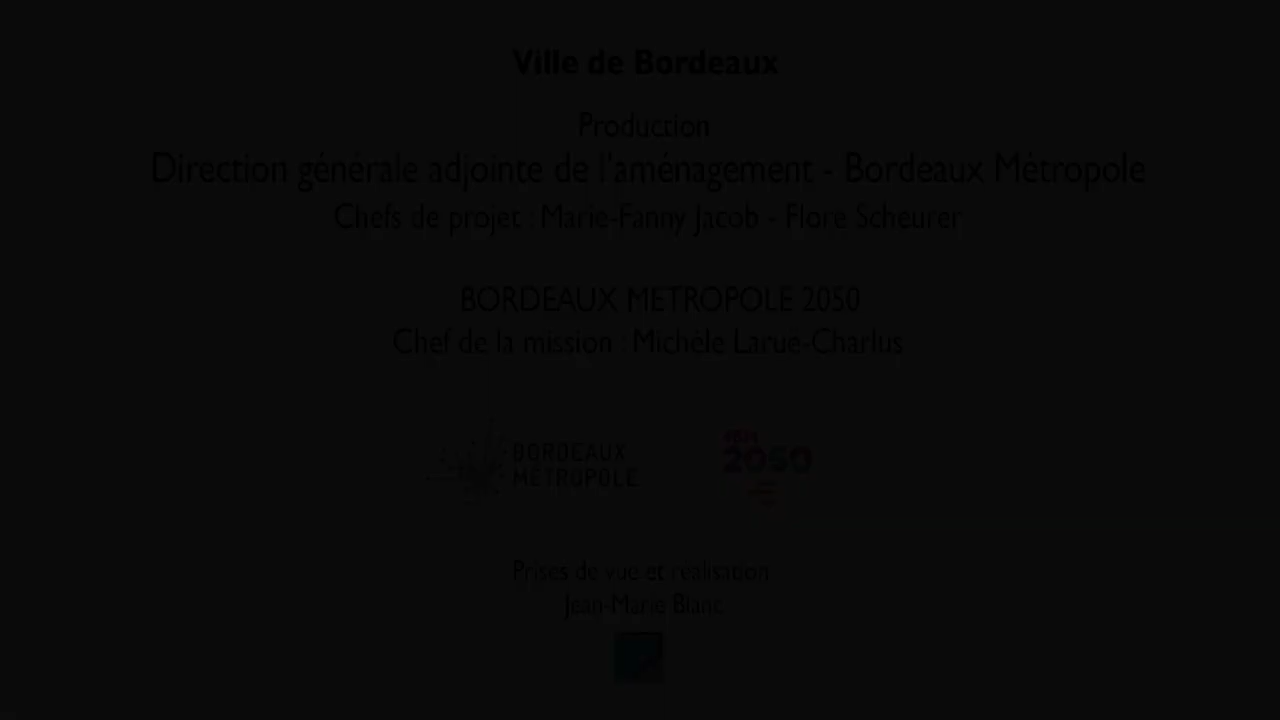 Ville de Bordeaux
Production
Direction générale adjointe de l'aménagement - Bordeaux Métropole
Chefs de projet : Marie-Fanny Jacob - Flore Scheurer
BORDEAUX METROPOLE 2050
Chef de la mission : Michèle Larue-Charlus
BORDEAUX
MÉTROPOLE
2050
Prises de vue et réalisation
Jean-Marie Blanc